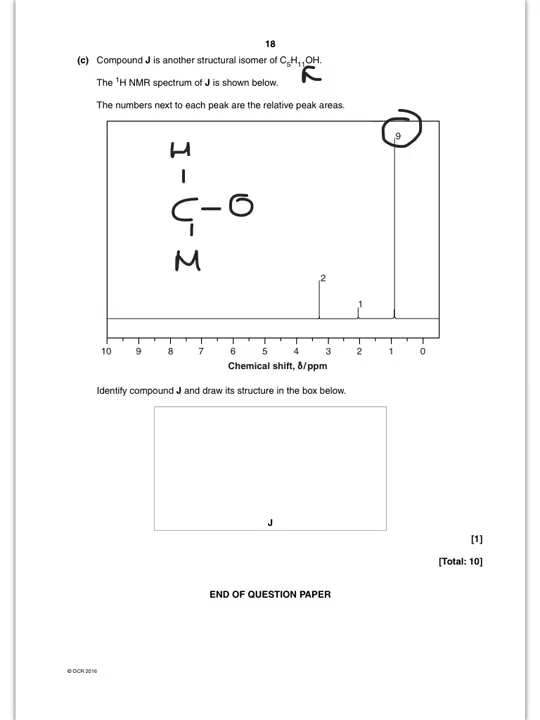 18
(c) Compound J is another structural isomer of C5H11OH.
The 1H NMR spectrum of J is shown below.
The numbers next to each peak are the relative peak areas.
9
H
C – O
H
2
1
10 9 8 7 6 5 4 3 2 1 0
Chemical shift, δ/ppm
Identify compound J and draw its structure in the box below.
J
[1]
[Total: 10]
END OF QUESTION PAPER
© OCR 2016